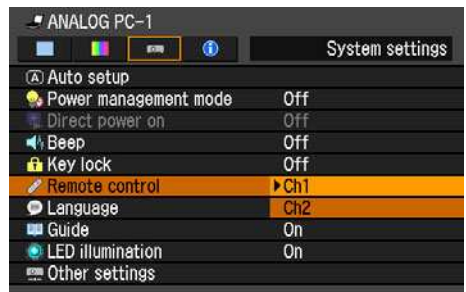 ANALOG PC-1
System settings
Auto setup
Power management mode Off
Direct power on Off
Beep Off
Key lock Off
Remote control Ch1
Language Ch2
Guide On
LED illumination On
Other settings